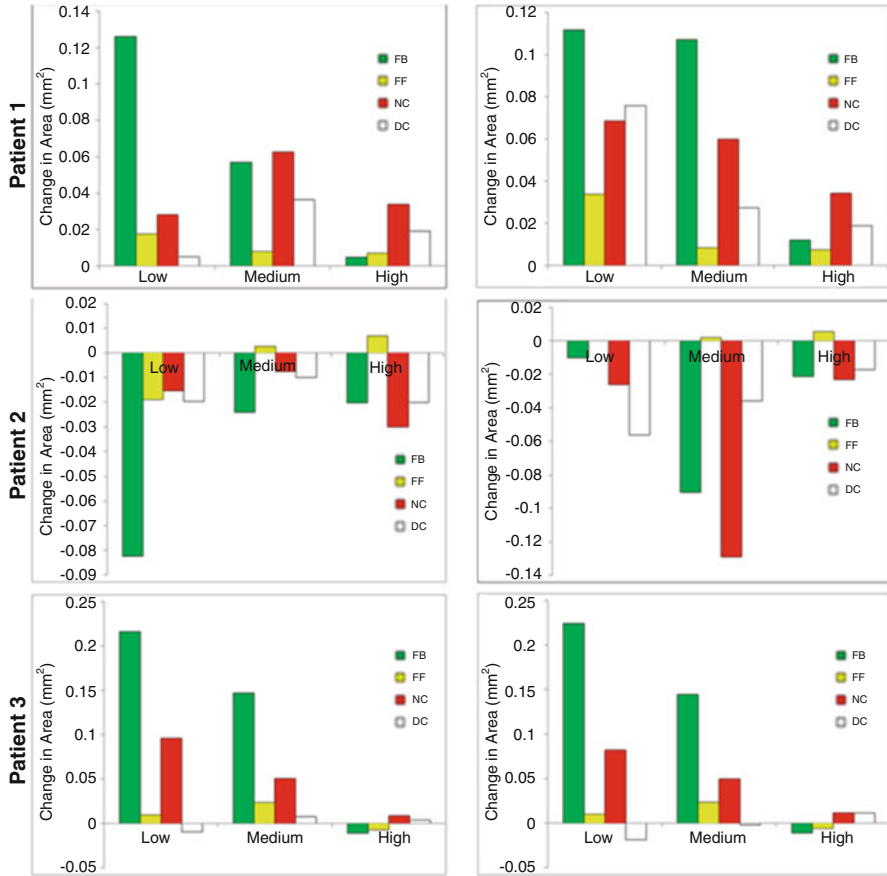 Patient 1
Change in Area (mm²)
0.14
0.12
0.1
0.08
0.06
0.04
0.02
0
Low
Medium
High
FB
FF
NC
DC
Change in Area (mm²)
0.12
0.1
0.08
0.06
0.04
0.02
0
Low
Medium
High
FB
FF
NC
DC
Patient 2
Change in Area (mm²)
0.02
0.01
0
-0.01
-0.02
-0.03
-0.04
-0.05
-0.06
-0.07
-0.08
-0.09
Low
Medium
High
FB
FF
NC
DC
Change in Area (mm²)
0.02
0
-0.02
-0.04
-0.06
-0.08
-0.1
-0.12
-0.14
Low
Medium
High
FB
FF
NC
DC
Patient 3
Change in Area (mm²)
0.25
0.2
0.15
0.1
0.05
0
-0.05
Low
Medium
High
FB
FF
NC
DC
Change in Area (mm²)
0.25
0.2
0.15
0.1
0.05
0
-0.05
Low
Medium
High
FB
FF
NC
DC